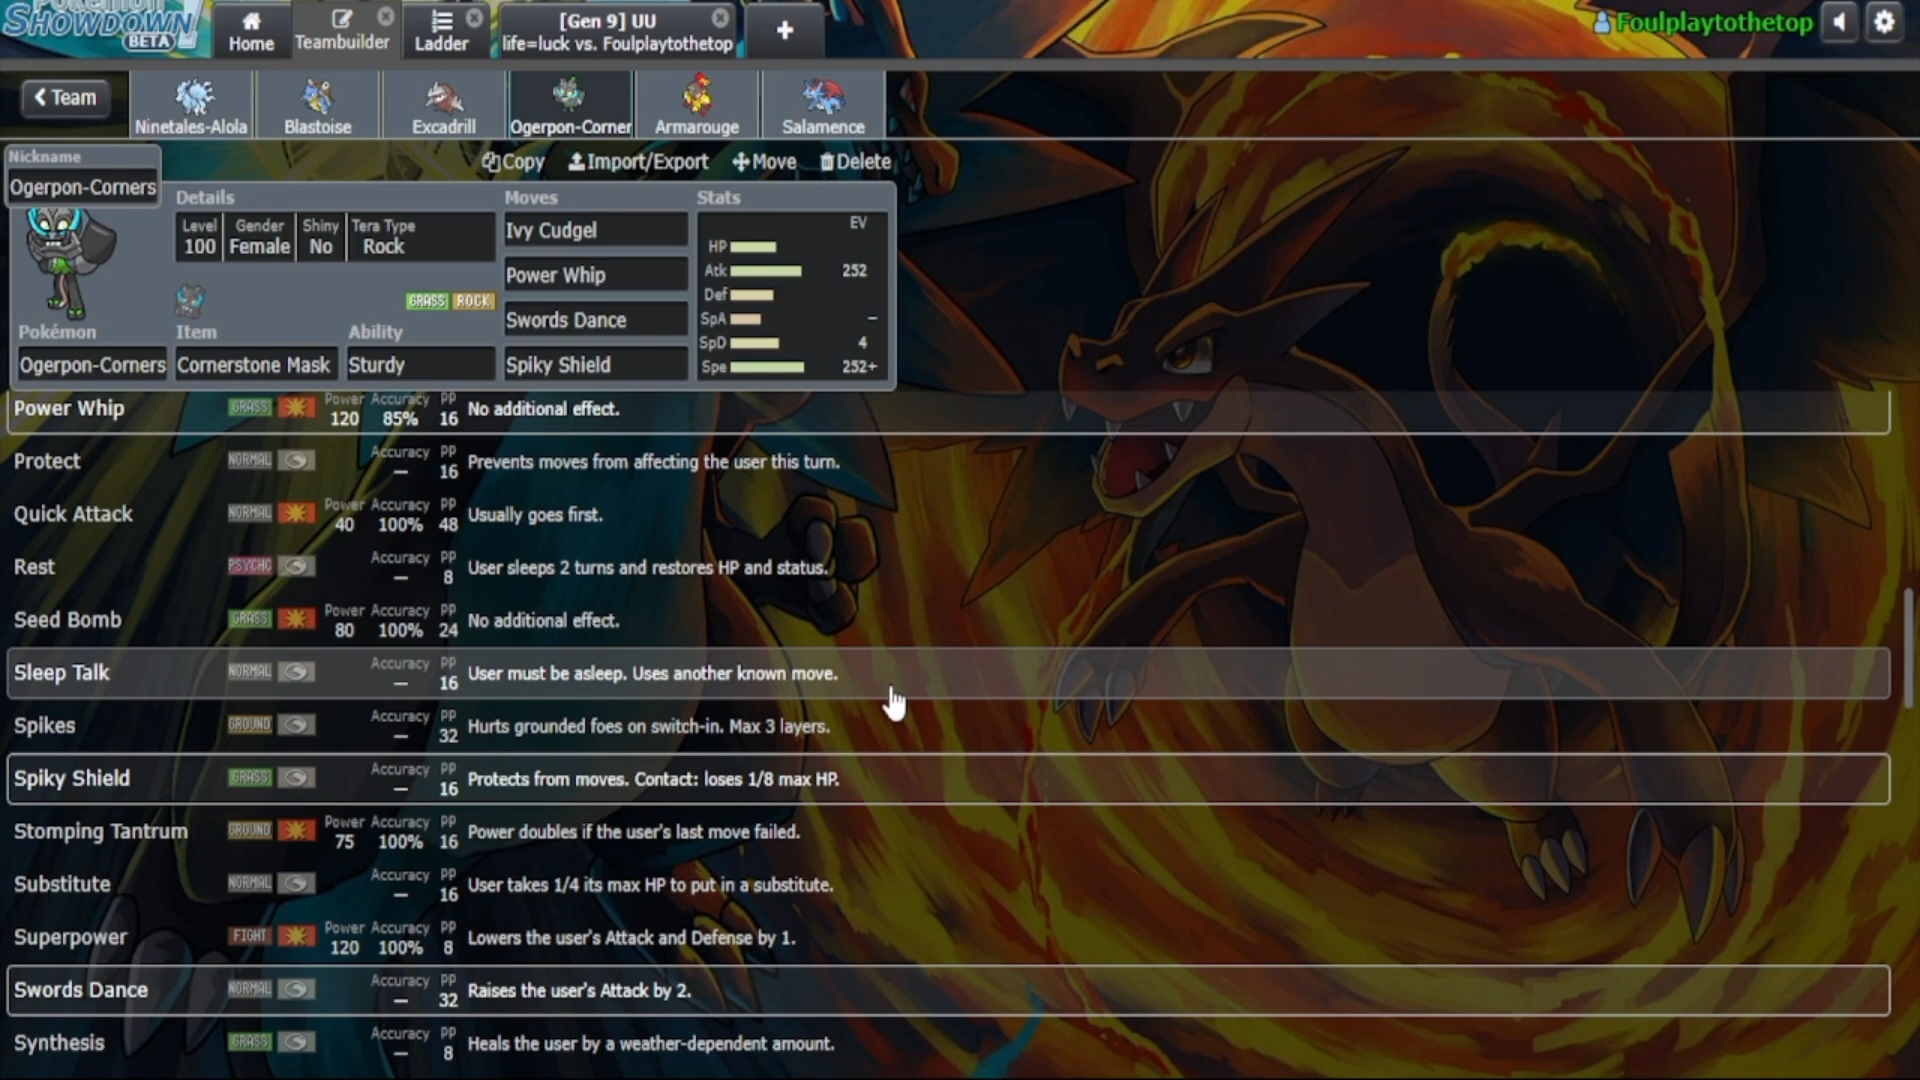 Pokémon
SHOWDOWN!
BETA
Home
Teambuilder
Ladder
[Gen 9] UU
life=luck vs. Foulplaytothetop
+
Foulplaytothetop
Team
Ninetales-Alola
Blastoise
Excadrill
Ogerpon-Corner
Armarouge
Salamence
Copy Import/Export Move Delete
Nickname
Ogerpon-Corners
Details
Level Gender Shiny Tera Type
100 Female No Rock
GRASS ROCK
Pokémon Item Ability
Ogerpon-Corners Cornerstone Mask Sturdy
Moves
Ivy Cudgel
Power Whip
Swords Dance
Spiky Shield
Stats
EV
HP
Atk 252
Def
SpA –
SpD 4
Spe 252+
Power Whip GRASS Power 120 Accuracy 85% PP 16 No additional effect.
Protect NORMAL Accuracy — PP 16 Prevents moves from affecting the user this turn.
Quick Attack NORMAL Power 40 Accuracy 100% PP 48 Usually goes first.
Rest PSYCHC Accuracy — PP 8 User sleeps 2 turns and restores HP and status.
Seed Bomb GRASS Power 80 Accuracy 100% PP 24 No additional effect.
Sleep Talk NORMAL Accuracy — PP 16 User must be asleep. Uses another known move.
Spikes GROUND Accuracy — PP 32 Hurts grounded foes on switch-in. Max 3 layers.
Spiky Shield GRASS Accuracy — PP 16 Protects from moves. Contact: loses 1/8 max HP.
Stomping Tantrum GROUND Power 75 Accuracy 100% PP 16 Power doubles if the user's last move failed.
Substitute NORMAL Accuracy — PP 16 User takes 1/4 its max HP to put in a substitute.
Superpower FIGHT Power 120 Accuracy 100% PP 8 Lowers the user's Attack and Defense by 1.
Swords Dance NORMAL Accuracy — PP 32 Raises the user's Attack by 2.
Synthesis GRASS Accuracy — PP 8 Heals the user by a weather-dependent amount.